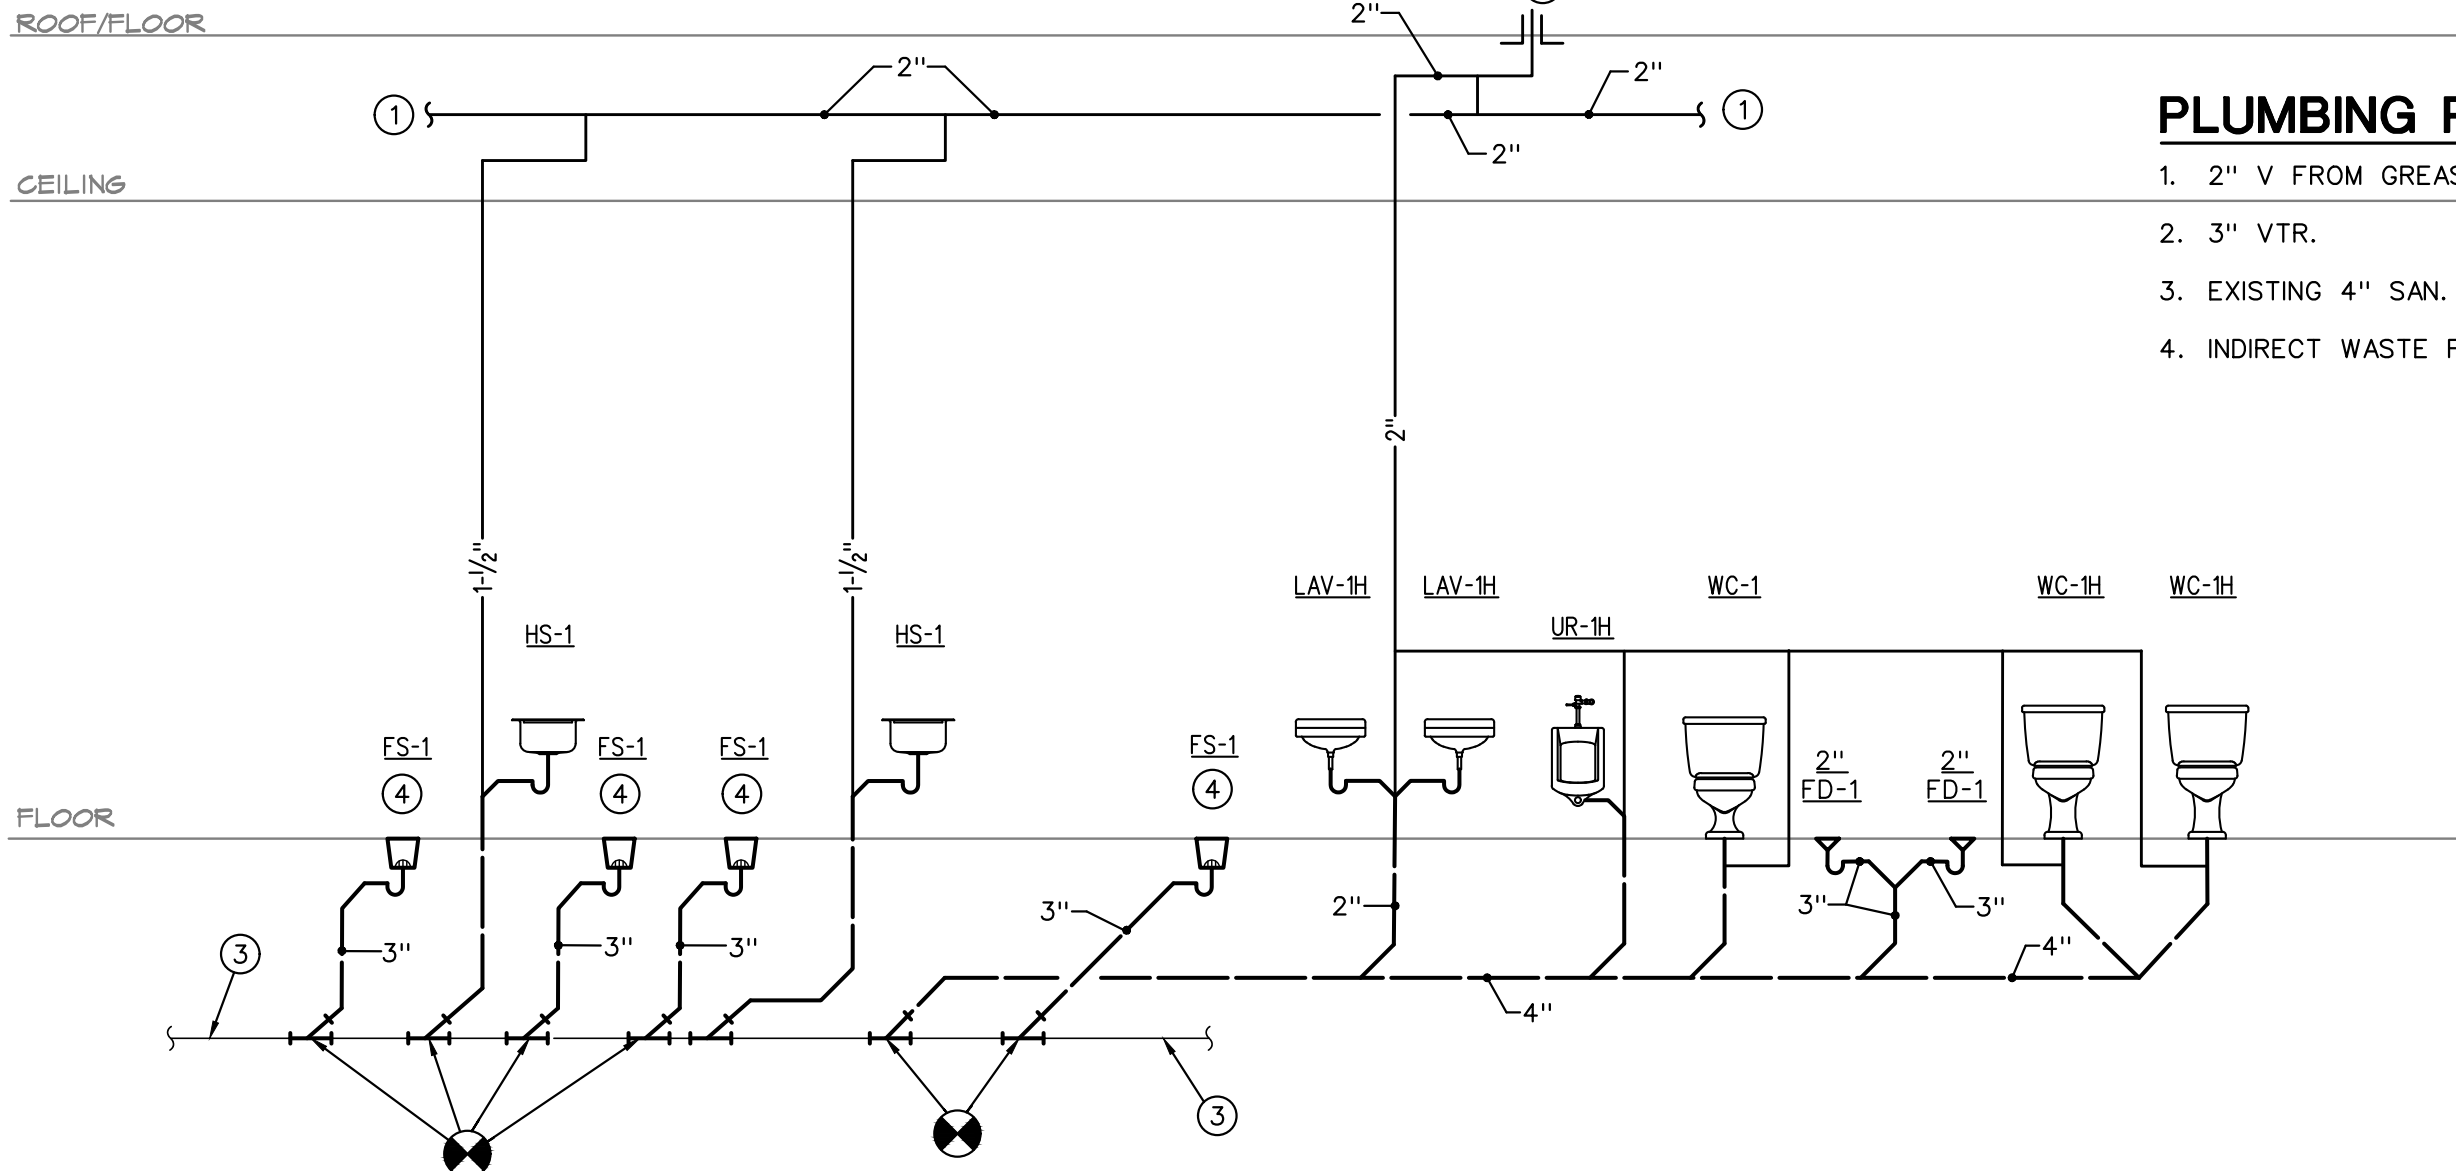 ROOF/FLOOR
2"
2"
2"
1
1
2"
PLUMBING
CEILING
1. 2" V FROM
2. 3" VTR.
3. EXISTING 4" SAN.
4. INDIRECT WASTE
2"
1-1/2"
1-1/2"
LAV-1H
LAV-1H
WC-1
WC-1H
WC-1H
HS-1
HS-1
UR-1H
FS-1
FS-1
FS-1
FS-1
4
4
4
4
2"
FD-1
2"
FD-1
FLOOR
3"
2"
3"
3"
3"
3"
3"
4"
3
4"
3